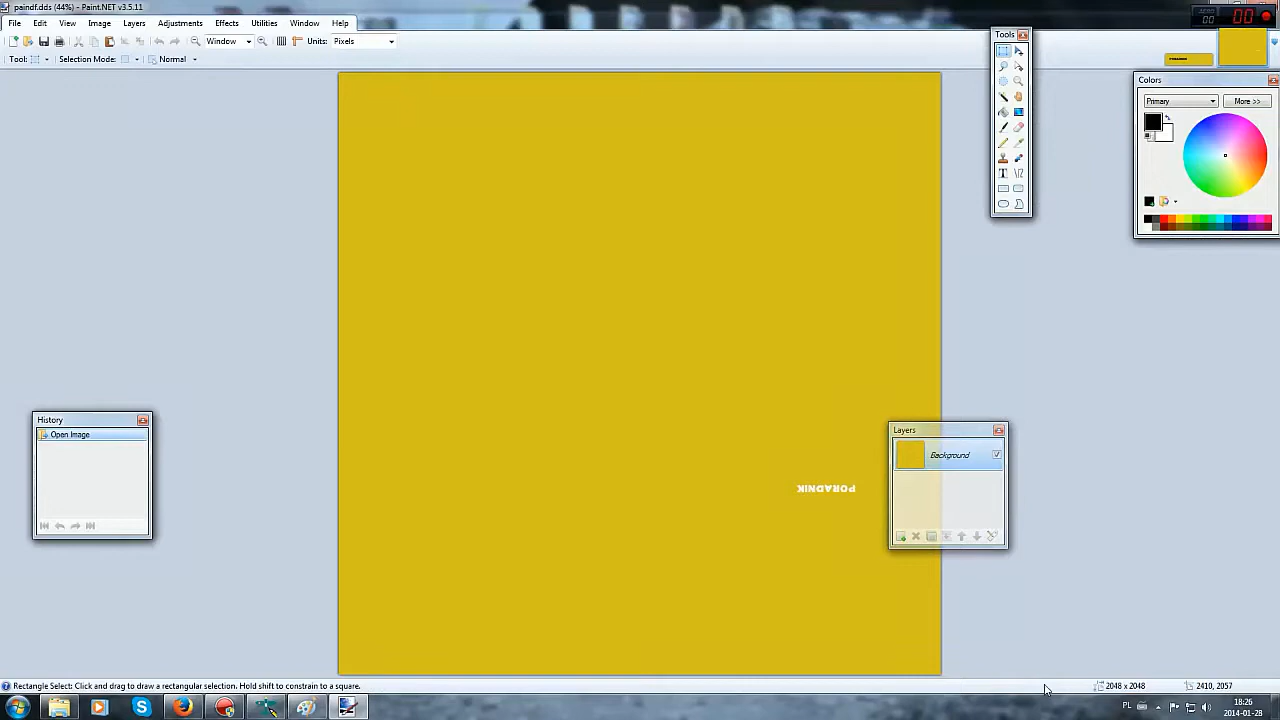 paindf.dds (44%) - Paint.NET v3.5.11
File Edit View Image Layers Adjustments Effects Utilities Window Help
Window Units: Pixels
Tool: Selection Mode: Normal
Tools
Colors
Primary More >>
History
Open Image
Layers
Background
PORADNIK
Rectangle Select: Click and drag to draw a rectangular selection. Hold shift to constrain to a square. 2048 x 2048 2410, 2057
PL 18:26
2014-01-28